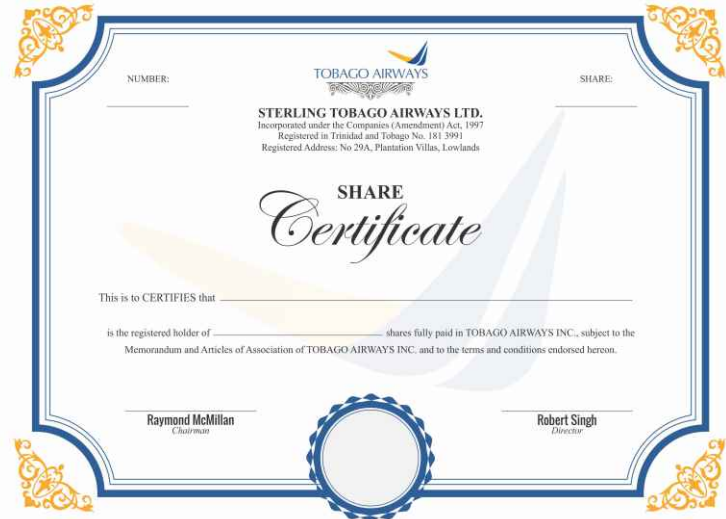 NUMBER:
TOBAGO AIRWAYS
SHARE:
STERLING TOBAGO AIRWAYS LTD.
Incorporated under the Companies (Amendment) Act, 1997
Registered in Trinidad and Tobago No. 181 3991
Registered Address: No 29A, Plantation Villas, Lowlands
SHARE
Certificate
This is to CERTIFIES that
is the registered holder of shares fully paid in TOBAGO AIRWAYS INC., subject to the
Memorandum and Articles of Association of TOBAGO AIRWAYS INC. and to the terms and conditions endorsed hereon.
Raymond McMillan
Chairman
Robert Singh
Director